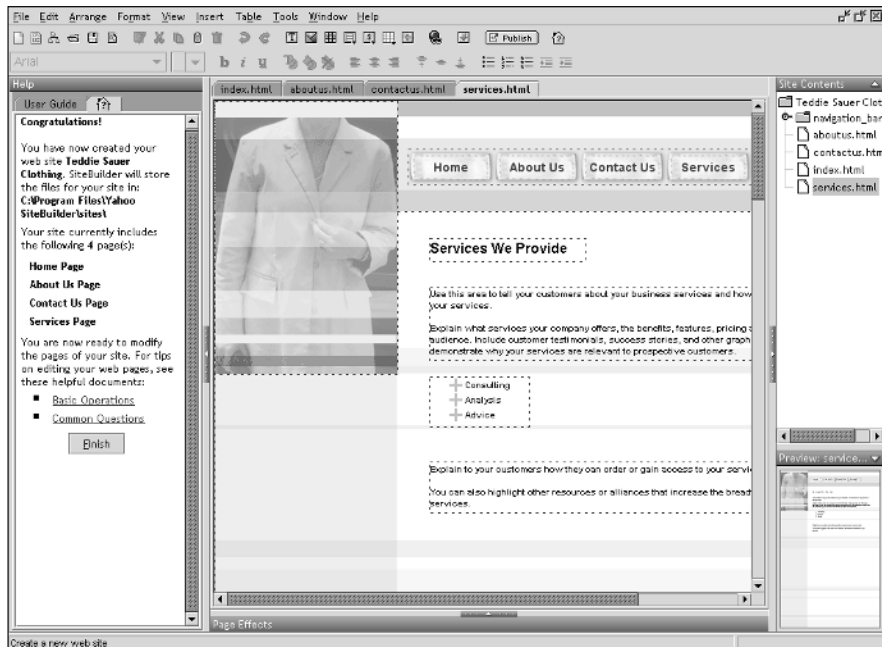 File Edit Arrange Format View Insert Table Tools Window Help
Publish
Arial
b i u
Help
User Guide
Congratulations!
You have now created your
web site Teddie Sauer
Clothing. SiteBuilder will store
the files for your site in:
C:\Program Files\Yahoo
SiteBuilder\sites\
Your site currently includes
the following 4 page(s):
Home Page
About Us Page
Contact Us Page
Services Page
You are now ready to modify
the pages of your site. For tips
on editing your web pages, see
these helpful documents:
Basic Operations
Common Questions
Finish
index.html aboutus.html contactus.html services.html
Home About Us Contact Us Services
Services We Provide
Use this area to tell your customers about your business services and how
your services.
Explain what services your company offers, the benefits, features, pricing
audience. Include customer testimonials, success stories, and other graph
demonstrate why your services are relevant to prospective customers.
Consulting
Analysis
Advice
Explain to your customers how they can order or gain access to your servi
You can also highlight other resources or alliances that increase the bread
services.
Page Effects
Site Contents
Teddie Sauer Clot
navigation_bar
aboutus.html
contactus.htm
index.html
services.html
Preview: service...
Create a new web site